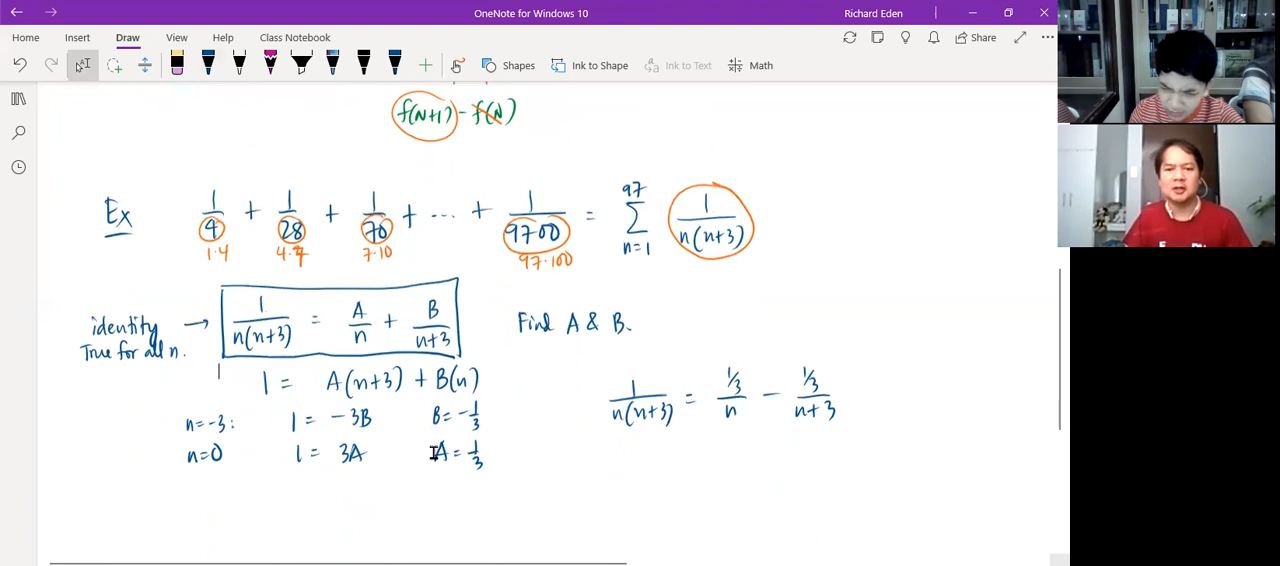 OneNote for Windows 10
Richard Eden
Home Insert Draw View Help Class Notebook
Share
Shapes Ink to Shape Ink to Text Math
f(N+1) - f(N)
Ex 1/4 + 1/28 + 1/70 + ... + 1/9700 = 97 Σ n=1 1/n(n+3)
1·4 4·7 7·10 97·100
identity → 1/n(n+3) = A/n + B/n+3 Find A & B.
True for all n.
1 = A(n+3) + B(n)
n=-3: 1 = -3B B = -1/3
n=0 1 = 3A A = 1/3
1/n(n+3) = 1/3/n - 1/3/n+3